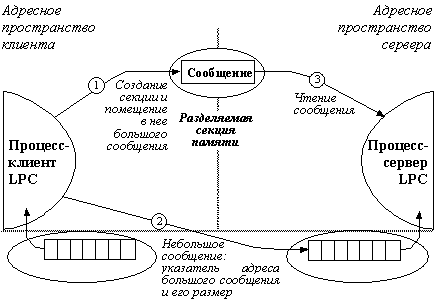 Адресное
пространство
клиента
Адресное
пространство
сервера
1
Сообщение
3
Создание
секции и
помещение
в нее
большого
сообщения
Чтение
сообщения
Разделяемая
секция
памяти
Процесс-
клиент
LPC
Процесс-
сервер
LPC
2
Небольшое
сообщение:
указатель адреса
большого сообщения
и его размер